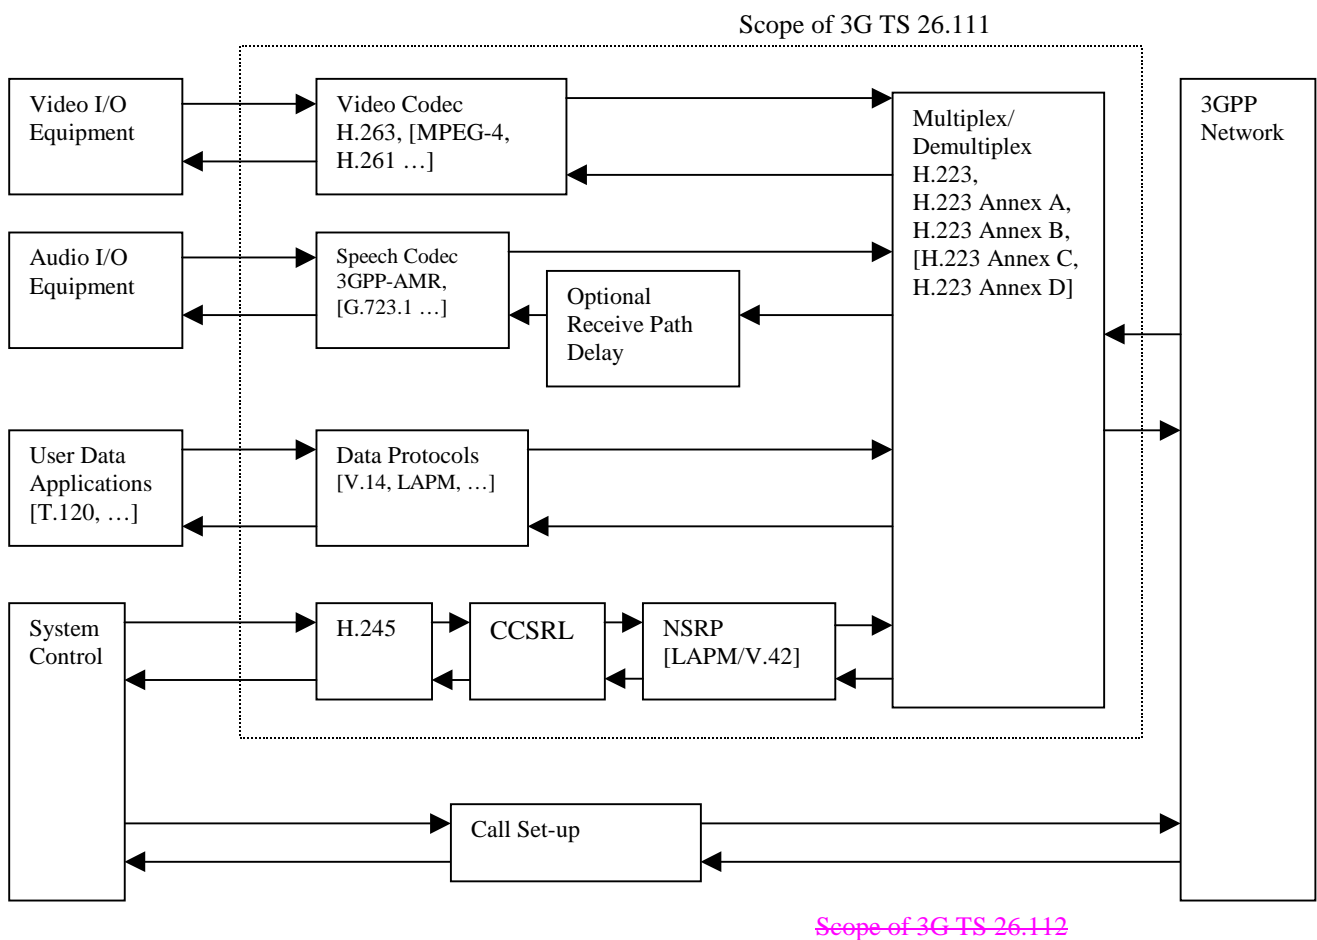 Scope of 3G TS 26.111
Video I/O
Equipment
Video Codec
H.263, [MPEG-4,
H.261 …]
Multiplex/
Demultiplex
H.223,
H.223 Annex A,
H.223 Annex B,
[H.223 Annex C,
H.223 Annex D]
3GPP
Network
Audio I/O
Equipment
Speech Codec
3GPP-AMR,
[G.723.1 …]
Optional
Receive Path
Delay
User Data
Applications
[T.120, …]
Data Protocols
[V.14, LAPM, …]
System
Control
H.245
CCSRL
NSRP
[LAPM/V.42]
Call Set-up
Scope of 3G TS 26.112